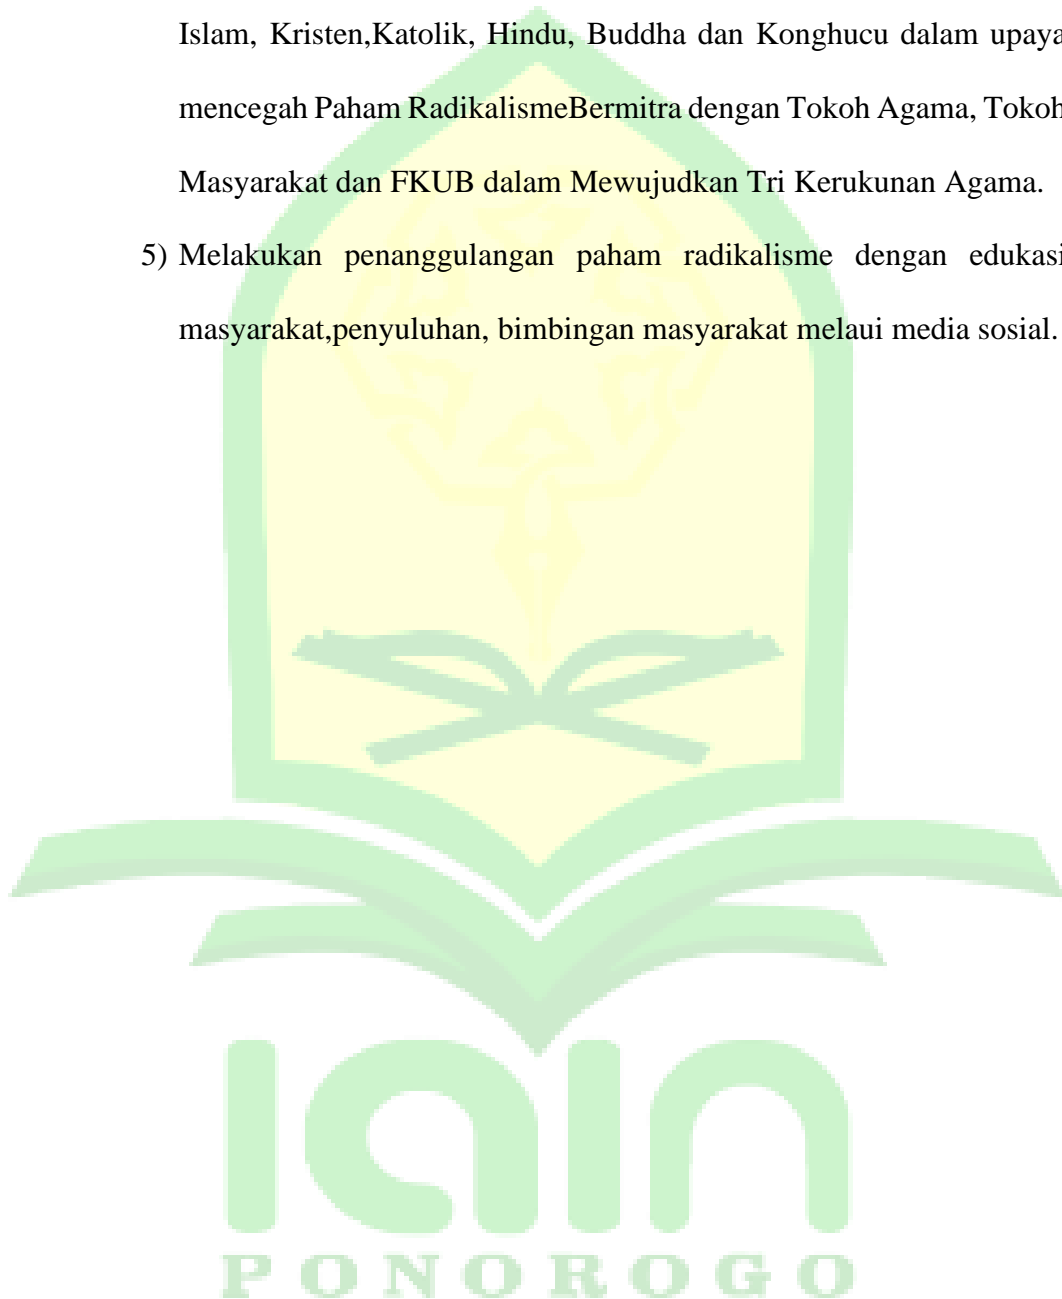 Islam, Kristen,Katolik, Hindu, Buddha dan Konghucu dalam upaya
mencegah Paham RadikalismeBermitra dengan Tokoh Agama, Tokoh
Masyarakat dan FKUB dalam Mewujudkan Tri Kerukunan Agama.
5) Melakukan penanggulangan paham radikalisme dengan edukasi
masyarakat,penyuluhan, bimbingan masyarakat melaui media sosial.
IAIN
PONOROGO